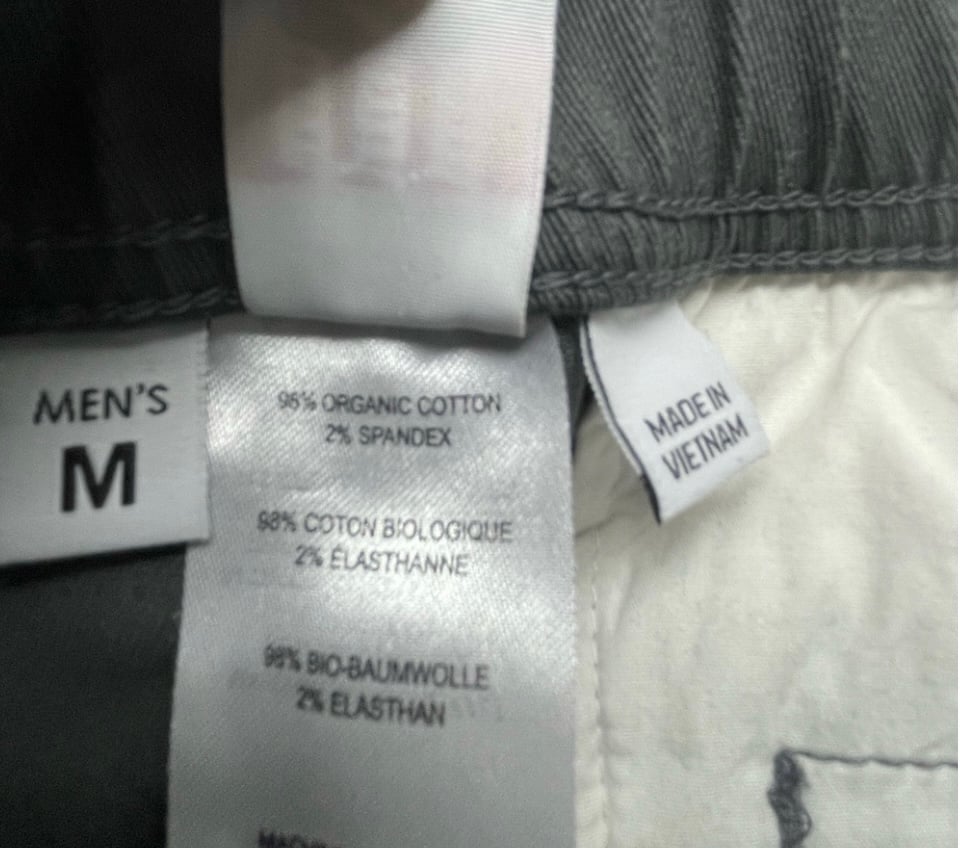 MEN'S
M
98% ORGANIC COTTON
2% SPANDEX
98% COTON BIOLOGIQUE
2% ÉLASTHANNE
98% BIO-BAUMWOLLE
2% ELASTHAN
MADE IN
VIETNAM